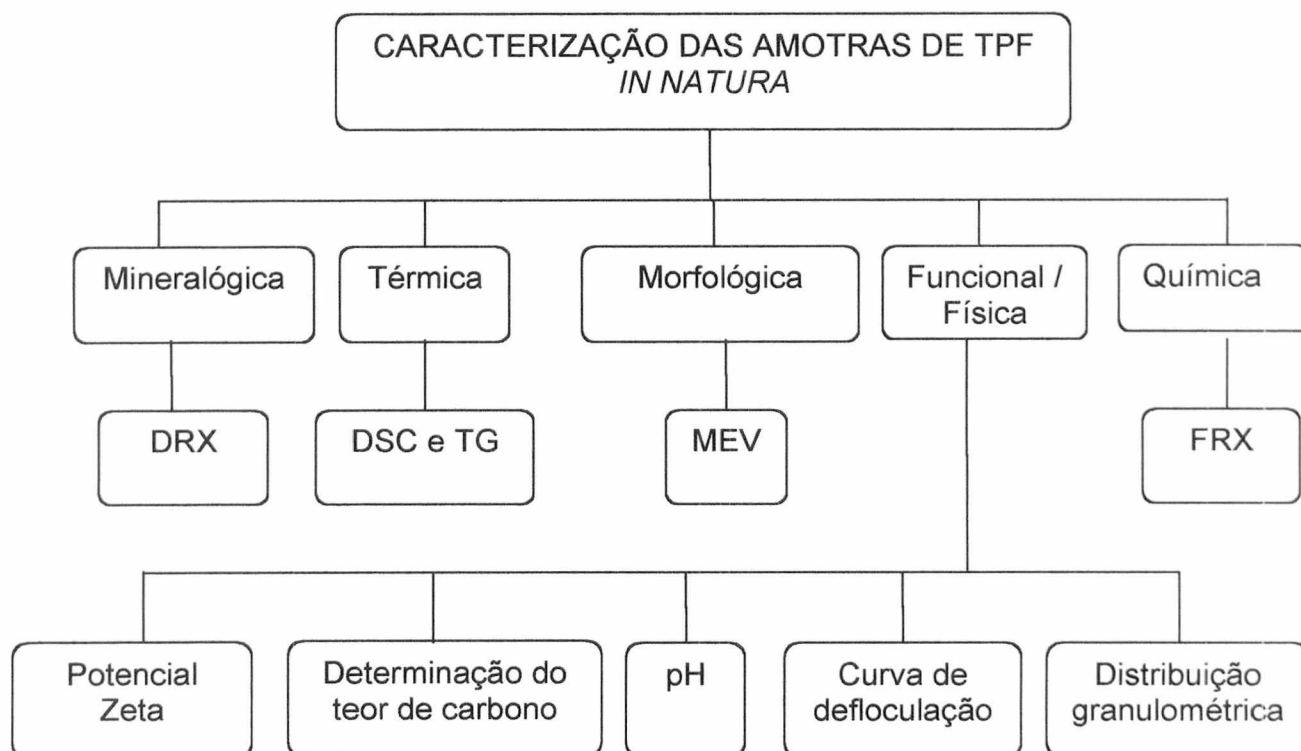 CARACTERIZAÇÃO DAS AMOTRAS DE TPF
IN NATURA
Mineralógica
Térmica
Morfológica
Funcional /
Física
Química
DRX
DSC e TG
MEV
FRX
Potencial
Zeta
Determinação do
teor de carbono
pH
Curva de
defloculação
Distribuição
granulométrica